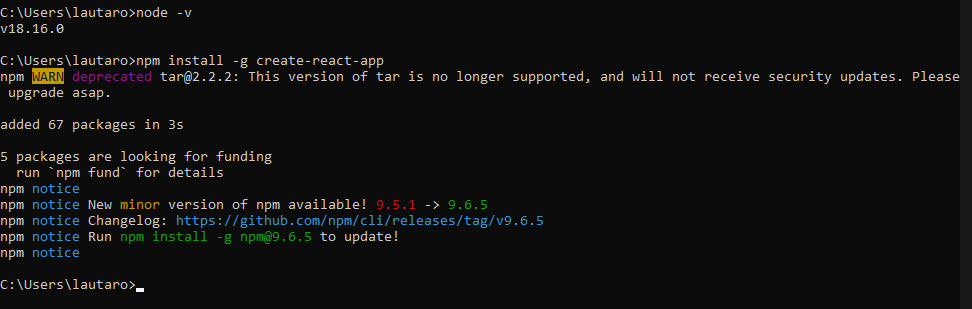 C:\Users\lautaro>node -v
v18.16.0
C:\Users\lautaro>npm install -g create-react-app
npm WARN deprecated tar@2.2.2: This version of tar is no longer supported, and will not receive security updates. Please
upgrade asap.
added 67 packages in 3s
5 packages are looking for funding
run `npm fund` for details
npm notice
npm notice New minor version of npm available! 9.5.1 -> 9.6.5
npm notice Changelog: https://github.com/npm/cli/releases/tag/v9.6.5
npm notice Run npm install -g npm@9.6.5 to update!
npm notice
C:\Users\lautaro>